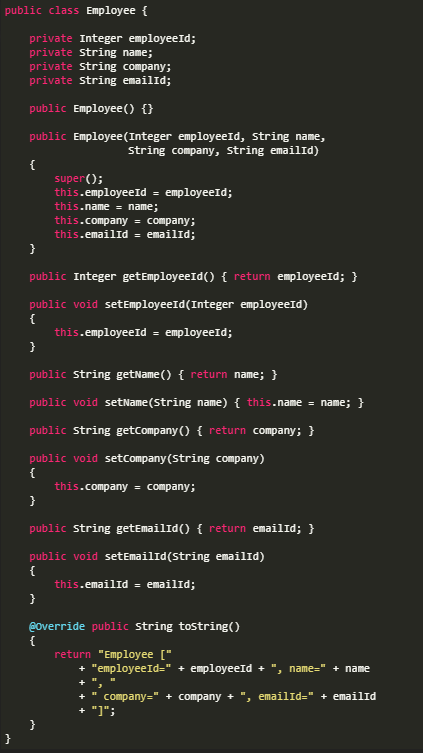 public class Employee {
private Integer employeeId;
private String name;
private String company;
private String emailId;
public Employee() {}
public Employee(Integer employeeId, String name,
String company, String emailId)
{
super();
this.employeeId = employeeId;
this.name = name;
this.company = company;
this.emailId = emailId;
}
public Integer getEmployeeId() { return employeeId; }
public void setEmployeeId(Integer employeeId)
{
this.employeeId = employeeId;
}
public String getName() { return name; }
public void setName(String name) { this.name = name; }
public String getCompany() { return company; }
public void setCompany(String company)
{
this.company = company;
}
public String getEmailId() { return emailId; }
public void setEmailId(String emailId)
{
this.emailId = emailId;
}
@Override public String toString()
{
return "Employee ["
+ "employeeId=" + employeeId + ", name=" + name
+ ", "
+ " company=" + company + ", emailId=" + emailId
+ "]";
}
}